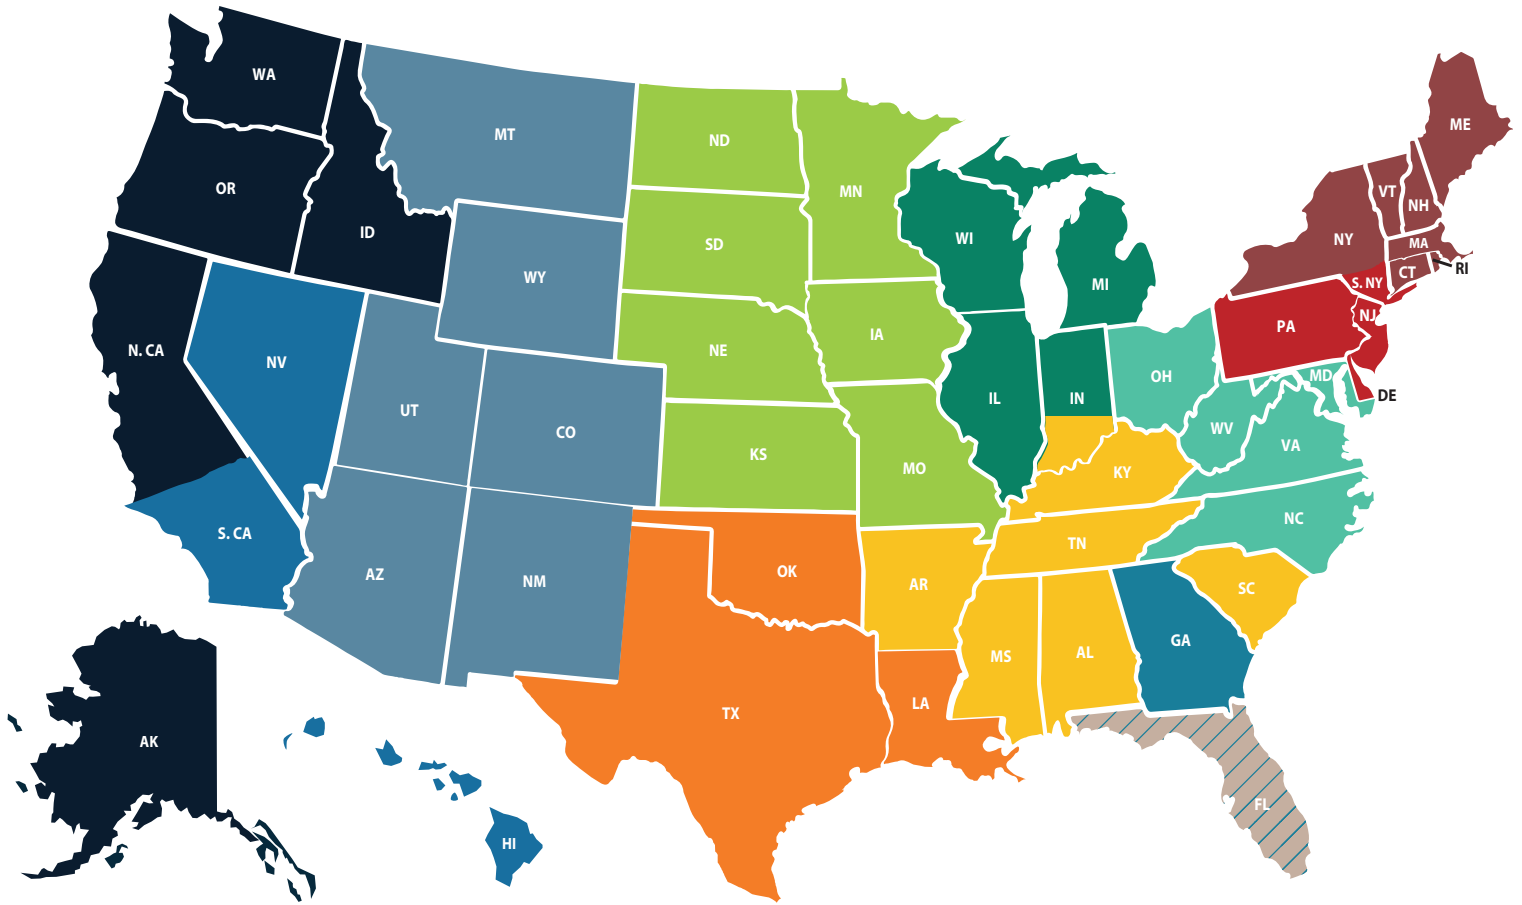 WA
OR
ID
MT
WY
ND
SD
NE
KS
MN
IA
MO
WI
MI
IL
IN
OH
WV
VA
MD
NC
KY
TN
SC
GA
AL
MS
AR
LA
OK
TX
NM
AZ
CO
UT
NV
N. CA
S. CA
ME
VT
NH
NY
MA
CT
RI
S. NY
PA
NJ
DE
FL
AK
HI